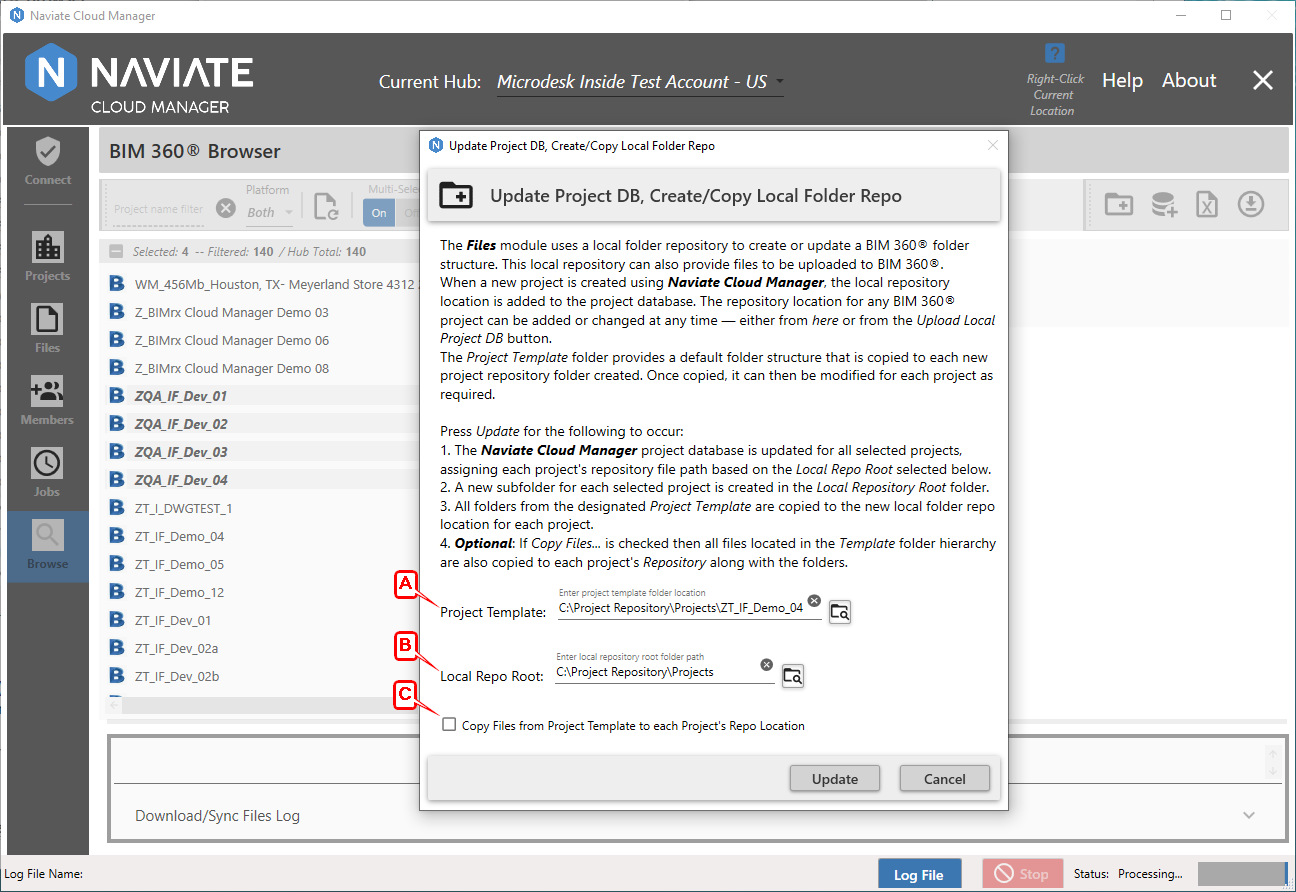 Naviate Cloud Manager
NAVIATE
CLOUD MANAGER
Current Hub: Microdesk Inside Test Account - US
?
Right-Click
Current
Location
Help
About
Connect
Projects
Files
Members
Jobs
Browse
BIM 360® Browser
Project name filter
Platform
Both
Multi-Sele
On
Off
Selected: 4 -- Filtered: 140 / Hub Total: 140
WM_456Mb_Houston, TX- Meyerland Store 4312 /
Z_BIMrx Cloud Manager Demo 03
Z_BIMrx Cloud Manager Demo 06
Z_BIMrx Cloud Manager Demo 08
ZQA_IF_Dev_01
ZQA_IF_Dev_02
ZQA_IF_Dev_03
ZQA_IF_Dev_04
ZT_I_DWGTEST_1
ZT_IF_Demo_04
ZT_IF_Demo_05
ZT_IF_Demo_12
ZT_IF_Dev_01
ZT_IF_Dev_02a
ZT_IF_Dev_02b
Update Project DB, Create/Copy Local Folder Repo
Update Project DB, Create/Copy Local Folder Repo
The Files module uses a local folder repository to create or update a BIM 360® folder
structure. This local repository can also provide files to be uploaded to BIM 360®.
When a new project is created using Naviate Cloud Manager, the local repository
location is added to the project database. The repository location for any BIM 360®
project can be added or changed at any time — either from here or from the Upload Local
Project DB button.
The Project Template folder provides a default folder structure that is copied to each new
project repository folder created. Once copied, it can then be modified for each project as
required.
Press Update for the following to occur:
1. The Naviate Cloud Manager project database is updated for all selected projects,
assigning each project's repository file path based on the Local Repo Root selected below.
2. A new subfolder for each selected project is created in the Local Repository Root folder.
3. All folders from the designated Project Template are copied to the new local folder repo
location for each project.
4. Optional: If Copy Files... is checked then all files located in the Template folder hierarchy
are also copied to each project's Repository along with the folders.
A
Enter project template folder location
Project Template: C:\Project Repository\Projects\ZT_IF_Demo_04
B
Enter local repository root folder path
Local Repo Root: C:\Project Repository\Projects
C
Copy Files from Project Template to each Project's Repo Location
Update
Cancel
Download/Sync Files Log
Log File Name:
Log File
Stop
Status: Processing...